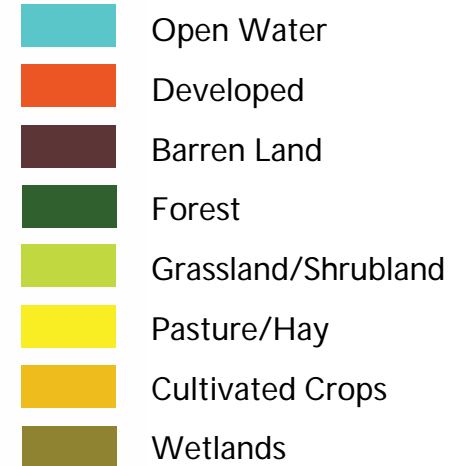 Open Water
Developed
Barren Land
Forest
Grassland/Shrubland
Pasture/Hay
Cultivated Crops
Wetlands